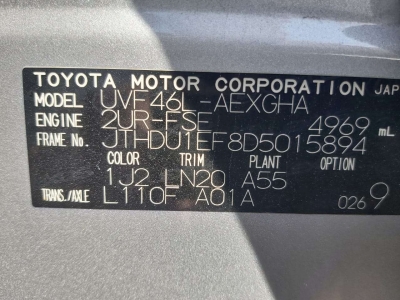 TOYOTA MOTOR CORPORATION JAP
MODEL UVF46L-AEXGHA
ENGINE 2UR-FSE 4969 mL
FRAME No. JTHDU1EF8D5015894
COLOR TRIM PLANT OPTION
1J2 LN20 A55
TRANS./AXLE L110F A01A 0269